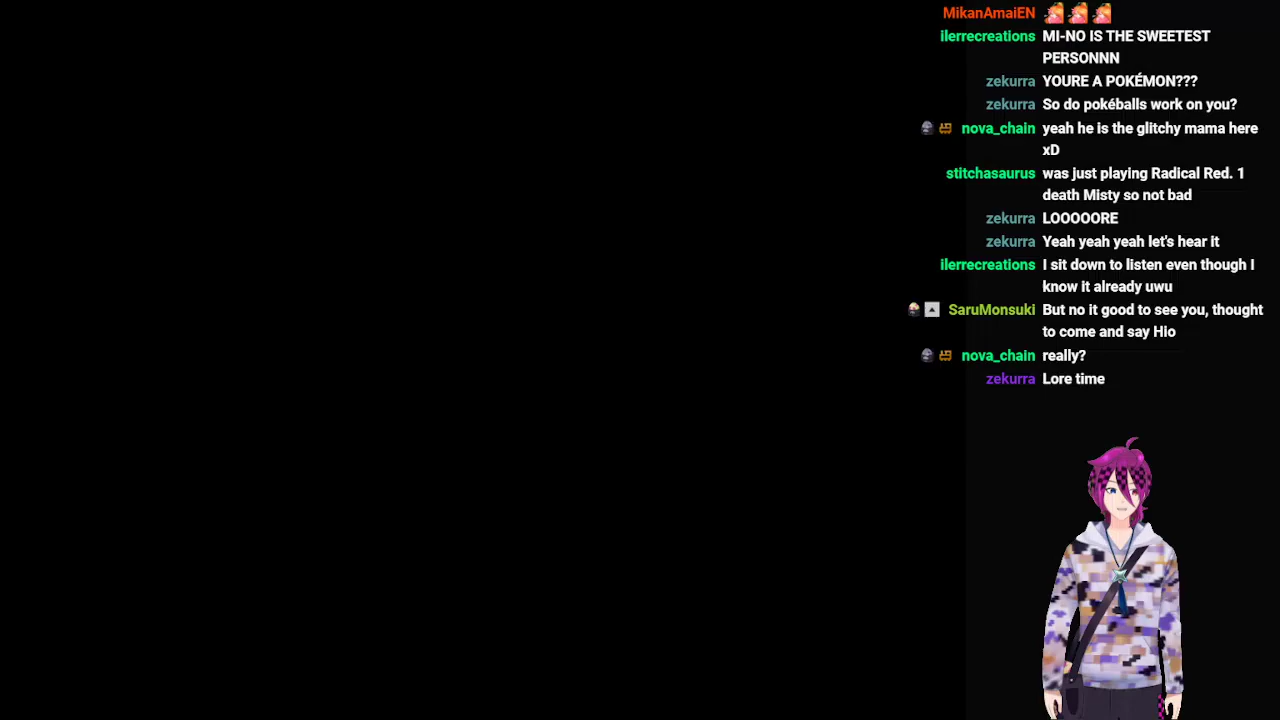 MikanAmaiEN
ilerrecreations MI-NO IS THE SWEETEST
PERSONNN
zekurra YOURE A POKÉMON???
zekurra So do pokéballs work on you?
nova_chain yeah he is the glitchy mama here
xD
stitchasaurus was just playing Radical Red. 1
death Misty so not bad
zekurra LOOOOORE
zekurra Yeah yeah yeah let's hear it
ilerrecreations I sit down to listen even though I
know it already uwu
SaruMonsuki But no it good to see you, thought
to come and say Hio
nova_chain really?
zekurra Lore time